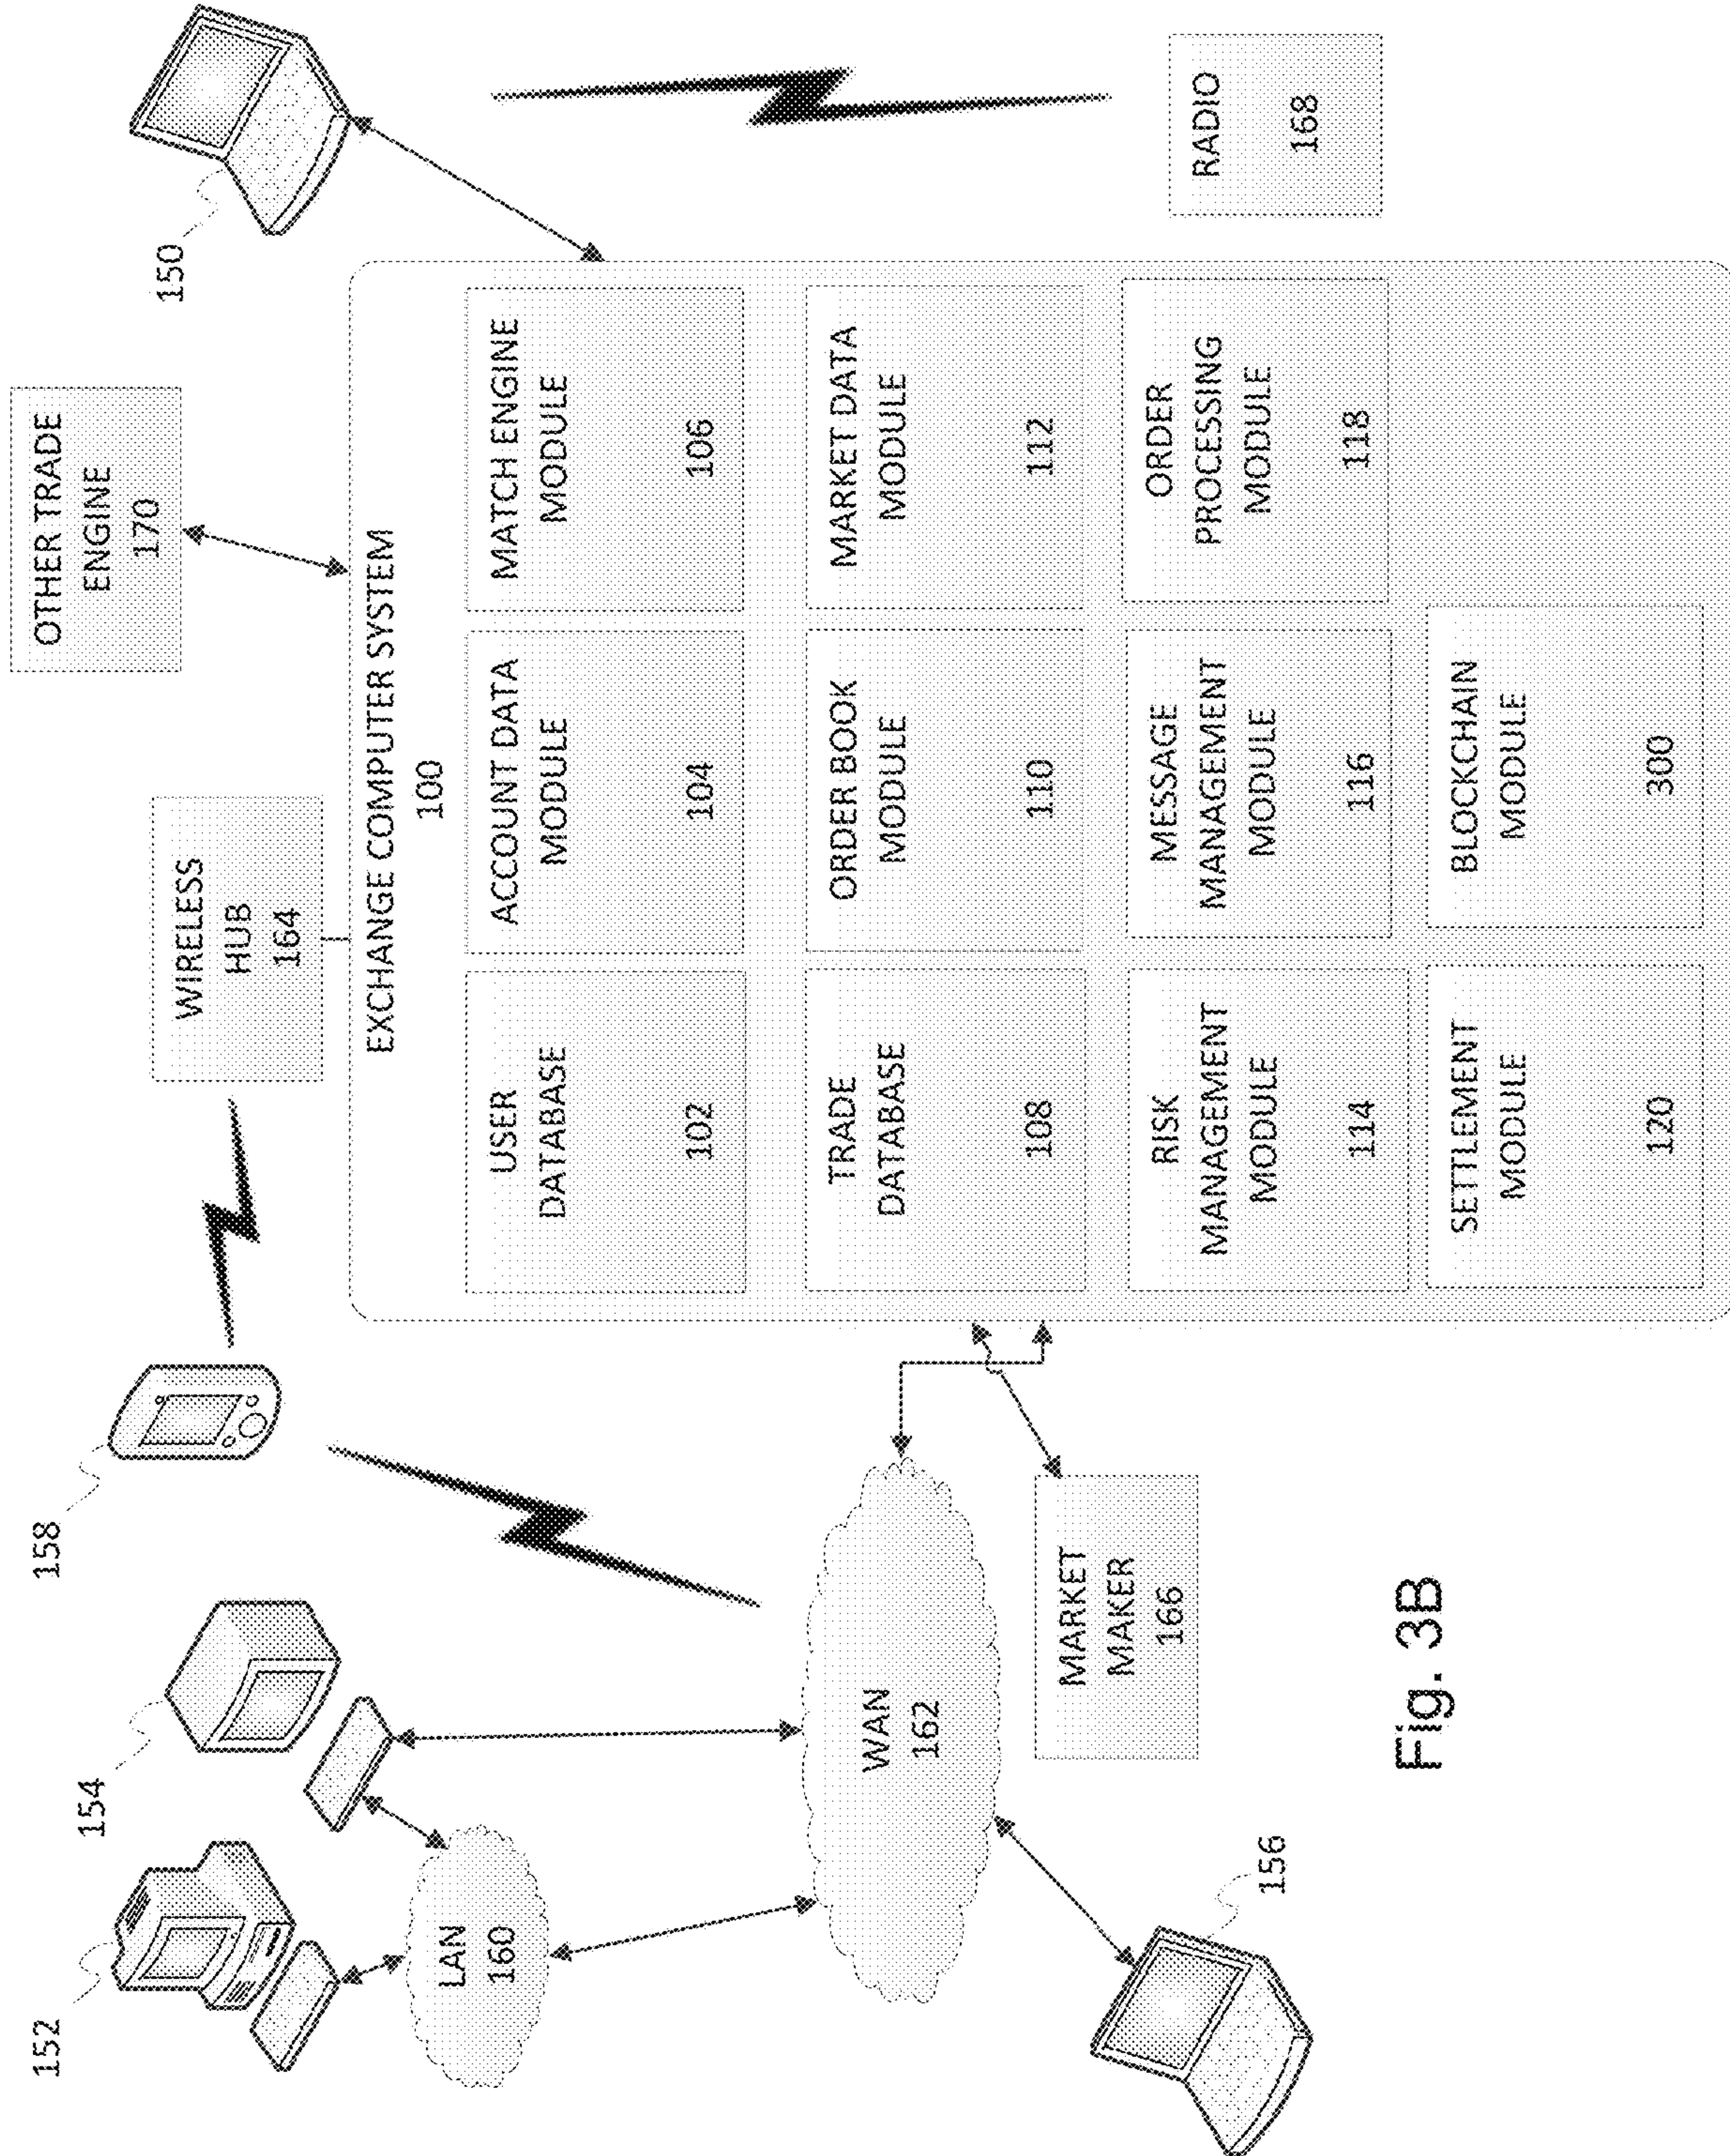 152
154
158
OTHER TRADE
ENGINE
170
150
WIRELESS
HUB
164
LAN
160
EXCHANGE COMPUTER SYSTEM
100
USER
DATABASE
102
ACCOUNT DATA
MODULE
104
MATCH ENGINE
MODULE
106
WAN
162
TRADE
DATABASE
108
ORDER BOOK
MODULE
110
MARKET DATA
MODULE
112
MARKET
MAKER
166
RISK
MANAGEMENT
MODULE
114
MESSAGE
MANAGEMENT
MODULE
116
ORDER
PROCESSING
MODULE
118
RADIO
168
156
SETTLEMENT
MODULE
120
BLOCKCHAIN
MODULE
300
Fig. 3B